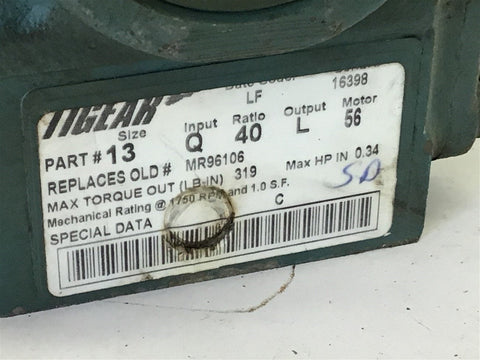 Date Code:
LF
16398
TIGEAR
Size Input Ratio Output Motor
PART # 13 Q 40 L 56
REPLACES OLD # MR96106
MAX TORQUE OUT (LB-IN) 319 Max HP IN 0.34
Mechanical Rating @ 1750 RPM and 1.0 S.F.
SPECIAL DATA C
SD